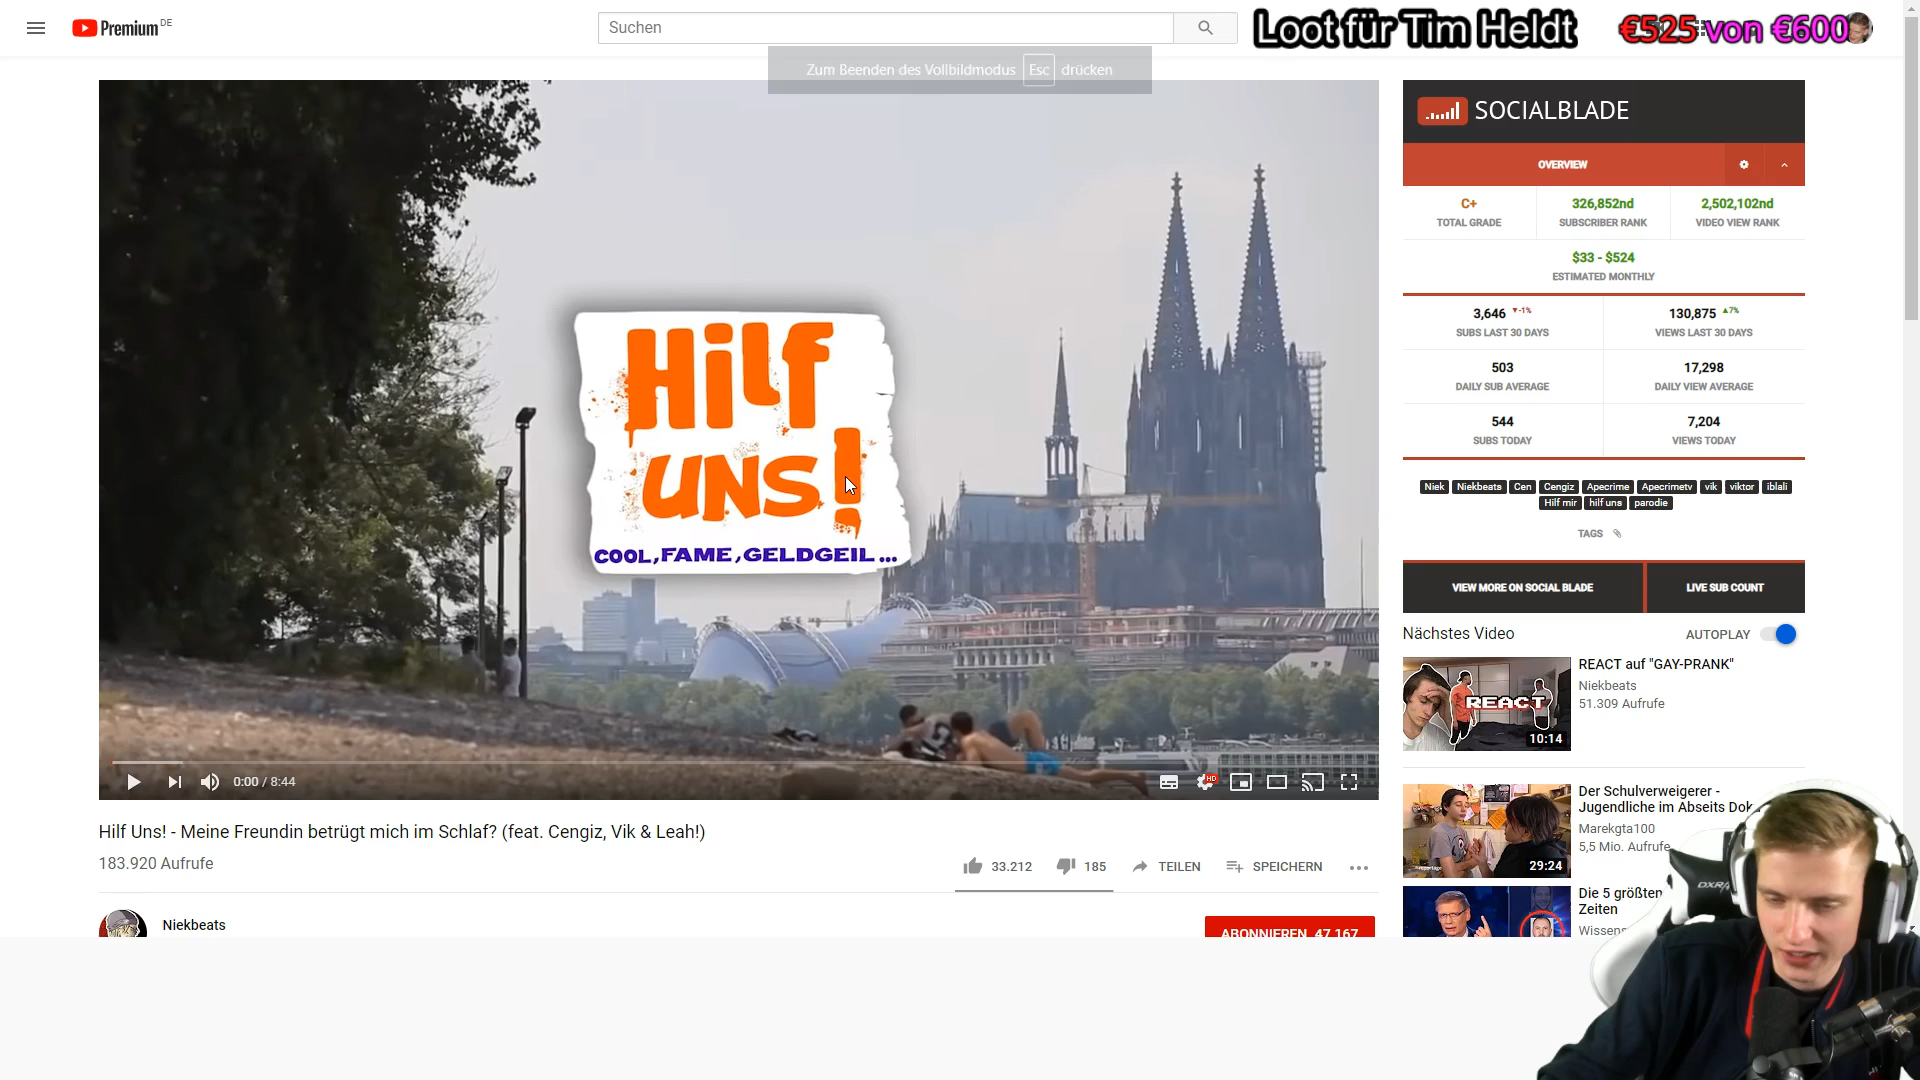 Premium DE
Suchen
Loot für Tim Heldt
€525 von €600
Zum Beenden des Vollbildmodus Esc drücken
Hilf
uns!
COOL, FAME, GELDGEIL...
0:00 / 8:44
HD
Hilf Uns! - Meine Freundin betrügt mich im Schlaf? (feat. Cengiz, Vik & Leah!)
183.920 Aufrufe
33.212
185
TEILEN
SPEICHERN
Niekbeats
ABONNIEREN 47.167
SOCIALBLADE
OVERVIEW
C+ 326,852nd 2,502,102nd
TOTAL GRADE SUBSCRIBER RANK VIDEO VIEW RANK
$33 - $524
ESTIMATED MONTHLY
3,646 ▼-1% 130,875 ▲7%
SUBS LAST 30 DAYS VIEWS LAST 30 DAYS
503 17,298
DAILY SUB AVERAGE DAILY VIEW AVERAGE
544 7,204
SUBS TODAY VIEWS TODAY
Niek Niekbeats Cen Cengiz Apecrime Apecrimetv vik viktor iblali
Hilf mir hilf uns parodie
TAGS
VIEW MORE ON SOCIAL BLADE LIVE SUB COUNT
Nächstes Video AUTOPLAY
REACT
10:14
REACT auf "GAY-PRANK"
Niekbeats
51.309 Aufrufe
29:24
Der Schulverweigerer -
Jugendliche im Abseits
Marekgta100
5,5 Mio. Aufrufe
Die 5 größten
Zeiten
DXRA